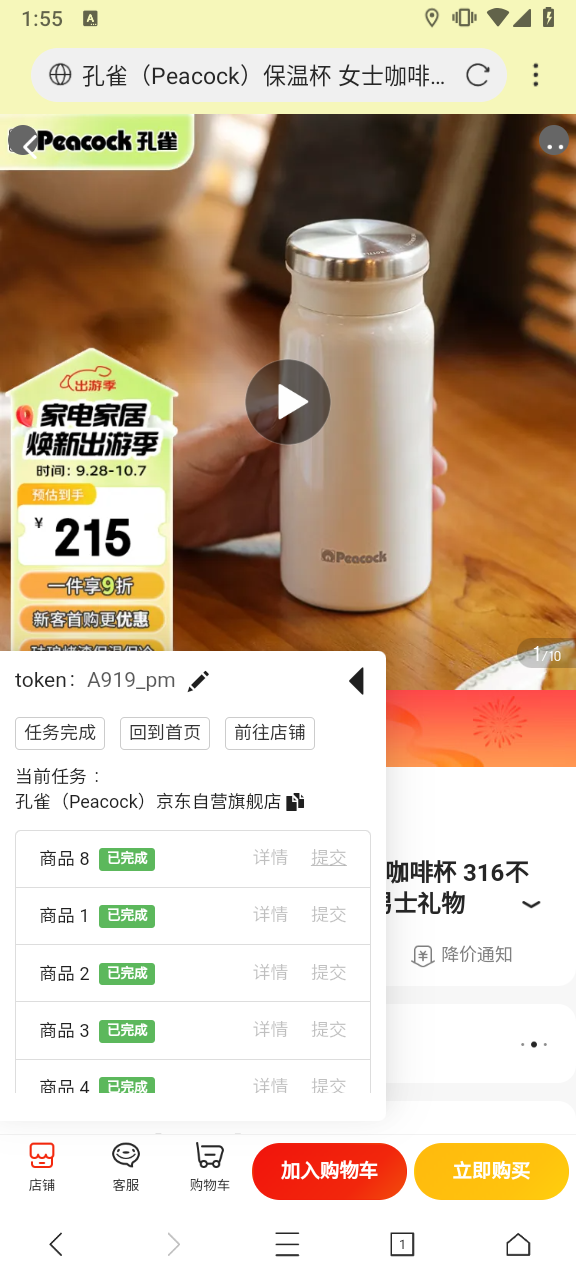 1:55
A
孔雀（Peacock）保温杯 女士咖啡...
Peacock 孔雀
出游季
家电家居
焕新出游季
时间: 9.28-10.7
预估到手
¥ 215
一件享9折
新客首购更优惠
Peacock
1/10
token: A919_pm
任务完成 回到首页 前往店铺
当前任务：
孔雀（Peacock）京东自营旗舰店
商品 8 已完成 详情 提交
商品 1 已完成 详情 提交
商品 2 已完成 详情 提交
商品 3 已完成 详情 提交
商品 4 已完成 详情 提交
咖啡杯 316不
男士礼物
降价通知
店铺 客服 购物车 加入购物车 立即购买
1